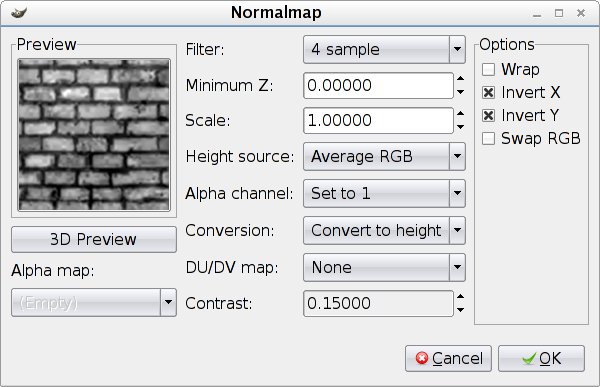 Normalmap
Preview
3D Preview
Alpha map:
(Empty)
Filter: 4 sample
Minimum Z: 0.00000
Scale: 1.00000
Height source: Average RGB
Alpha channel: Set to 1
Conversion: Convert to height
DU/DV map: None
Contrast: 0.15000
Options
Wrap
Invert X
Invert Y
Swap RGB
Cancel OK